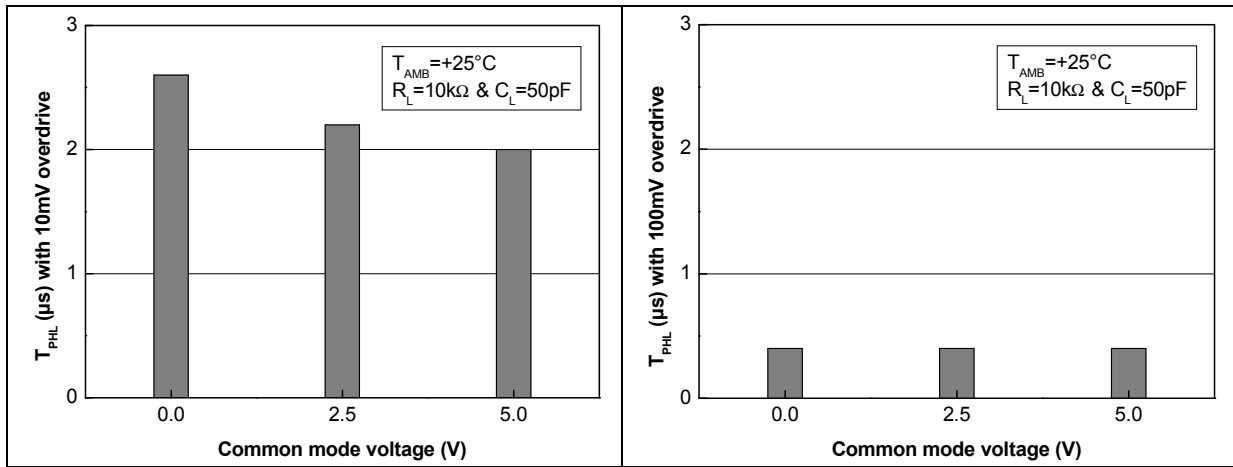 T_PHL (µs) with 10mV overdrive
3
2
1
0
T_AMB=+25°C
R_L=10kΩ & C_L=50pF
0.0 2.5 5.0
Common mode voltage (V)
T_PHL (µs) with 100mV overdrive
3
2
1
0
T_AMB=+25°C
R_L=10kΩ & C_L=50pF
0.0 2.5 5.0
Common mode voltage (V)